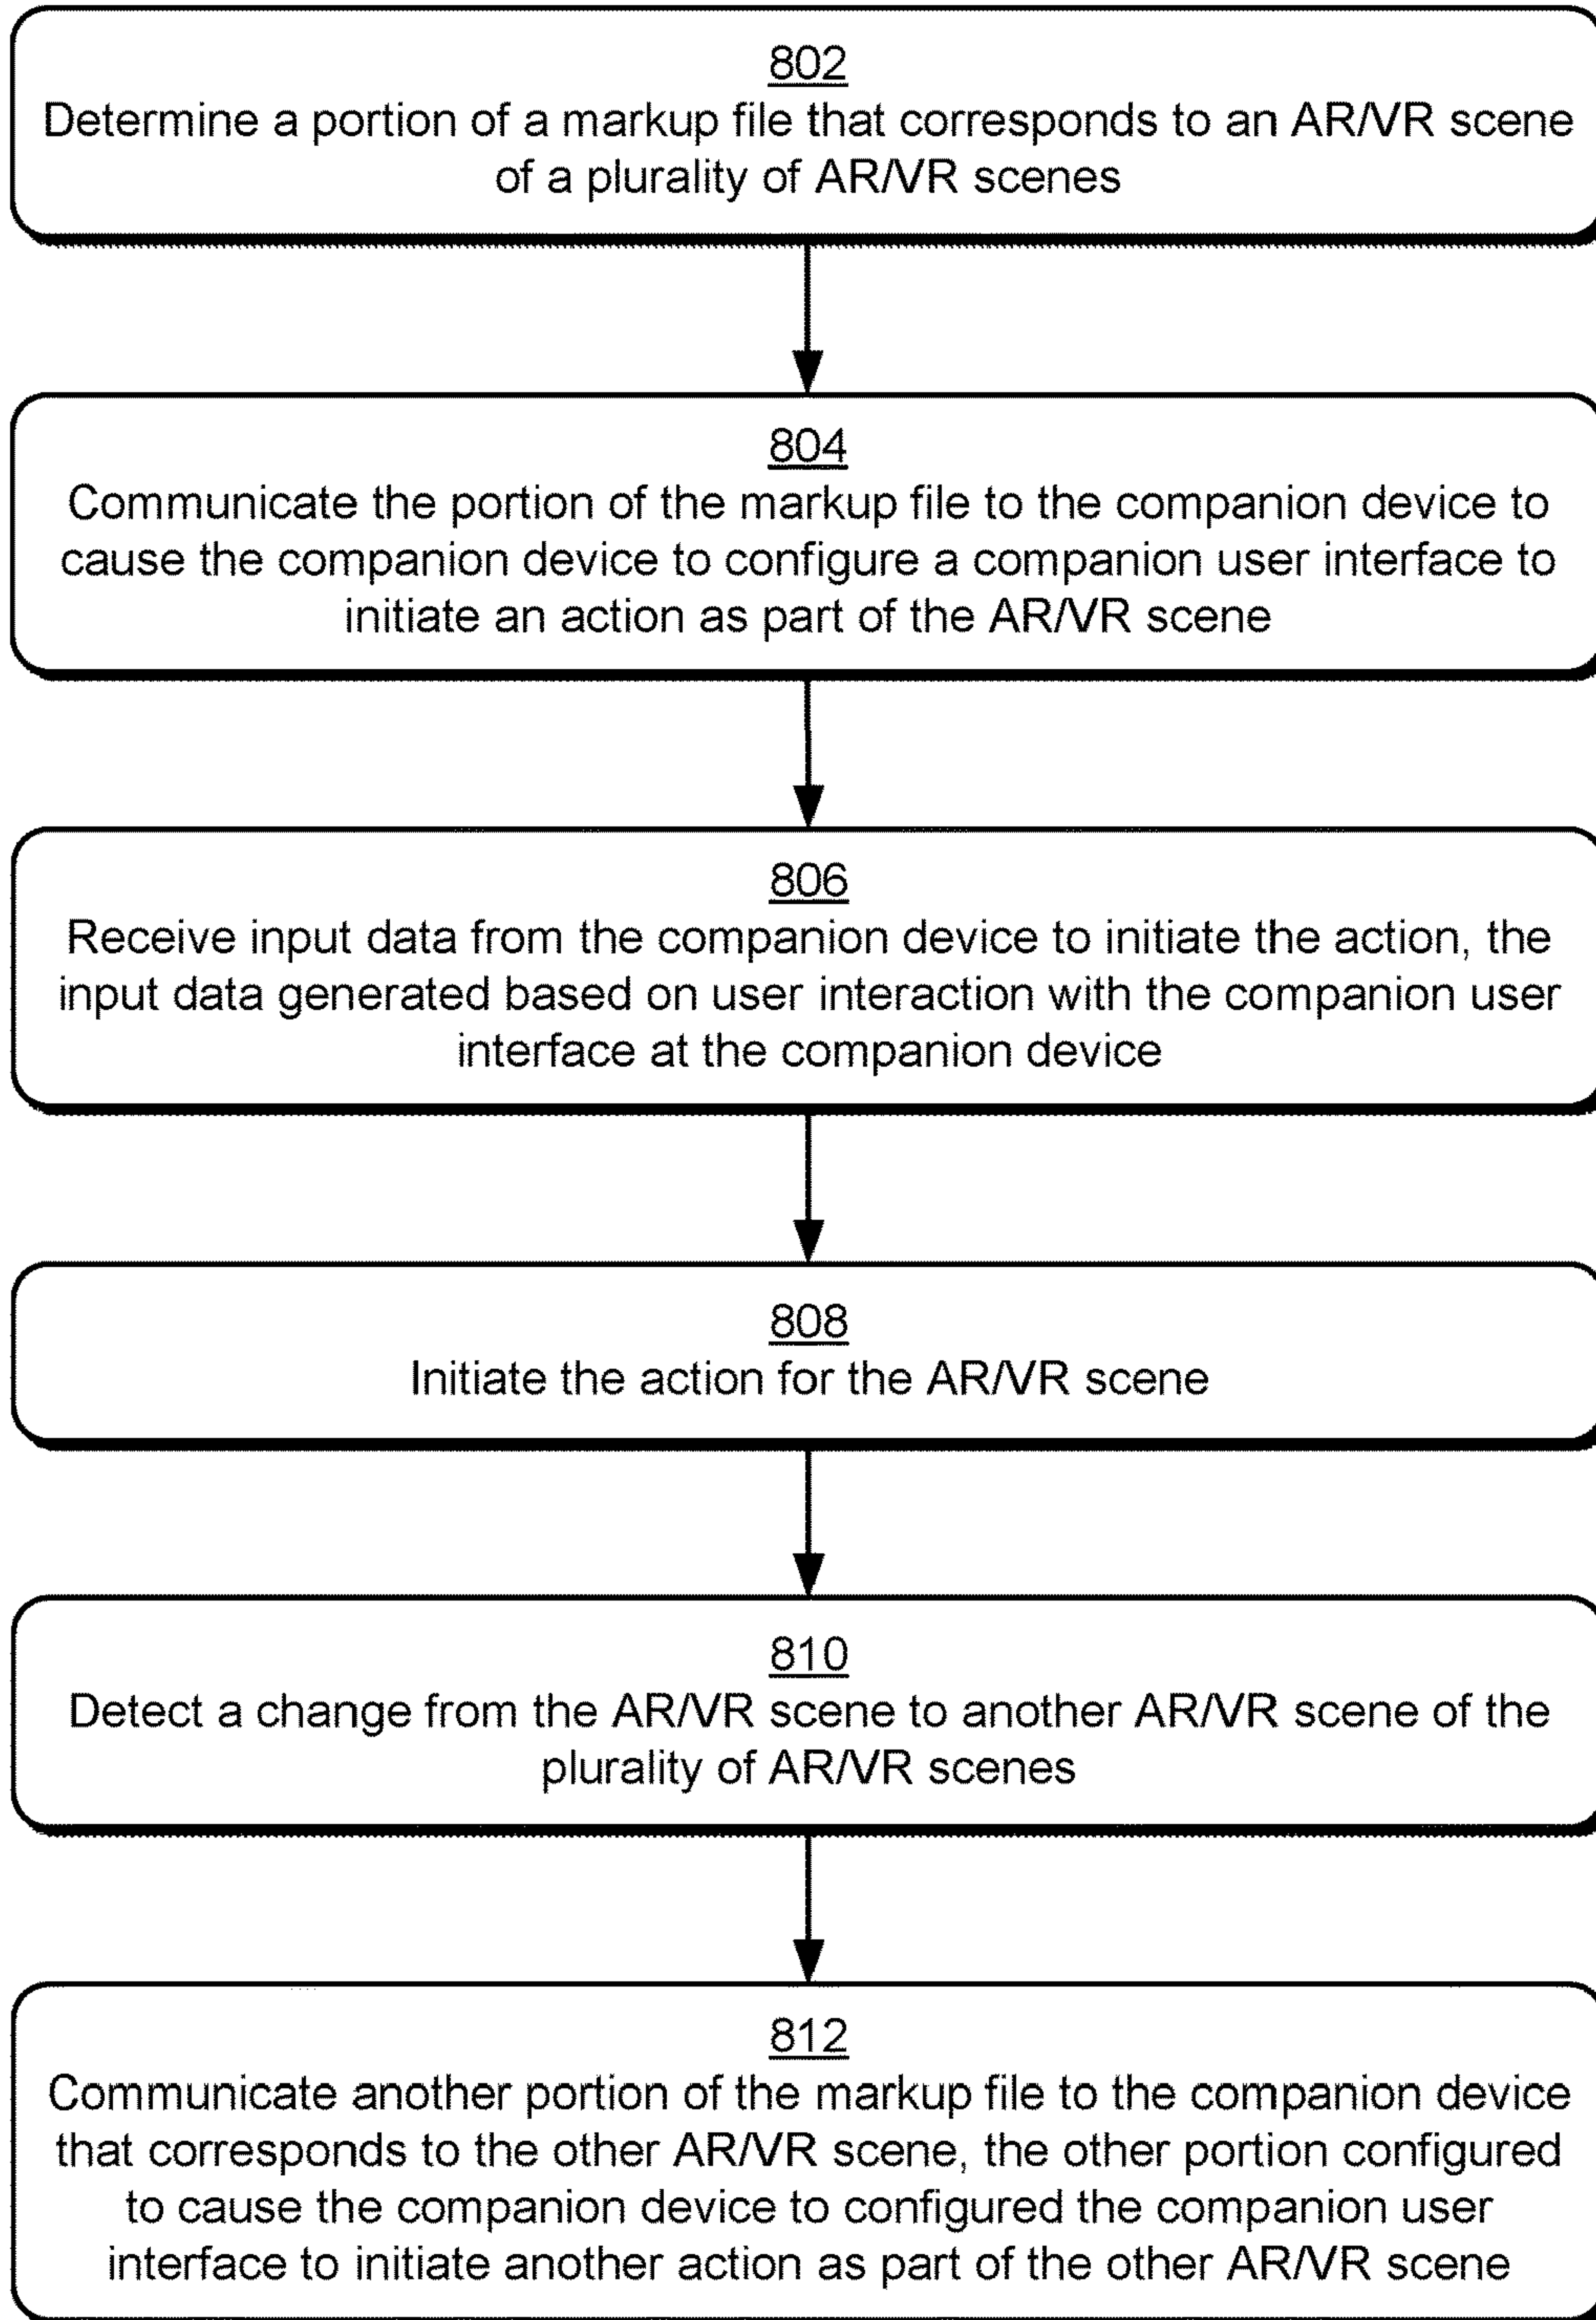 802
Determine a portion of a markup file that corresponds to an AR/VR scene
of a plurality of AR/VR scenes
804
Communicate the portion of the markup file to the companion device to
cause the companion device to configure a companion user interface to
initiate an action as part of the AR/VR scene
806
Receive input data from the companion device to initiate the action, the
input data generated based on user interaction with the companion user
interface at the companion device
808
Initiate the action for the AR/VR scene
810
Detect a change from the AR/VR scene to another AR/VR scene of the
plurality of AR/VR scenes
812
Communicate another portion of the markup file to the companion device
that corresponds to the other AR/VR scene, the other portion configured
to cause the companion device to configured the companion user
interface to initiate another action as part of the other AR/VR scene